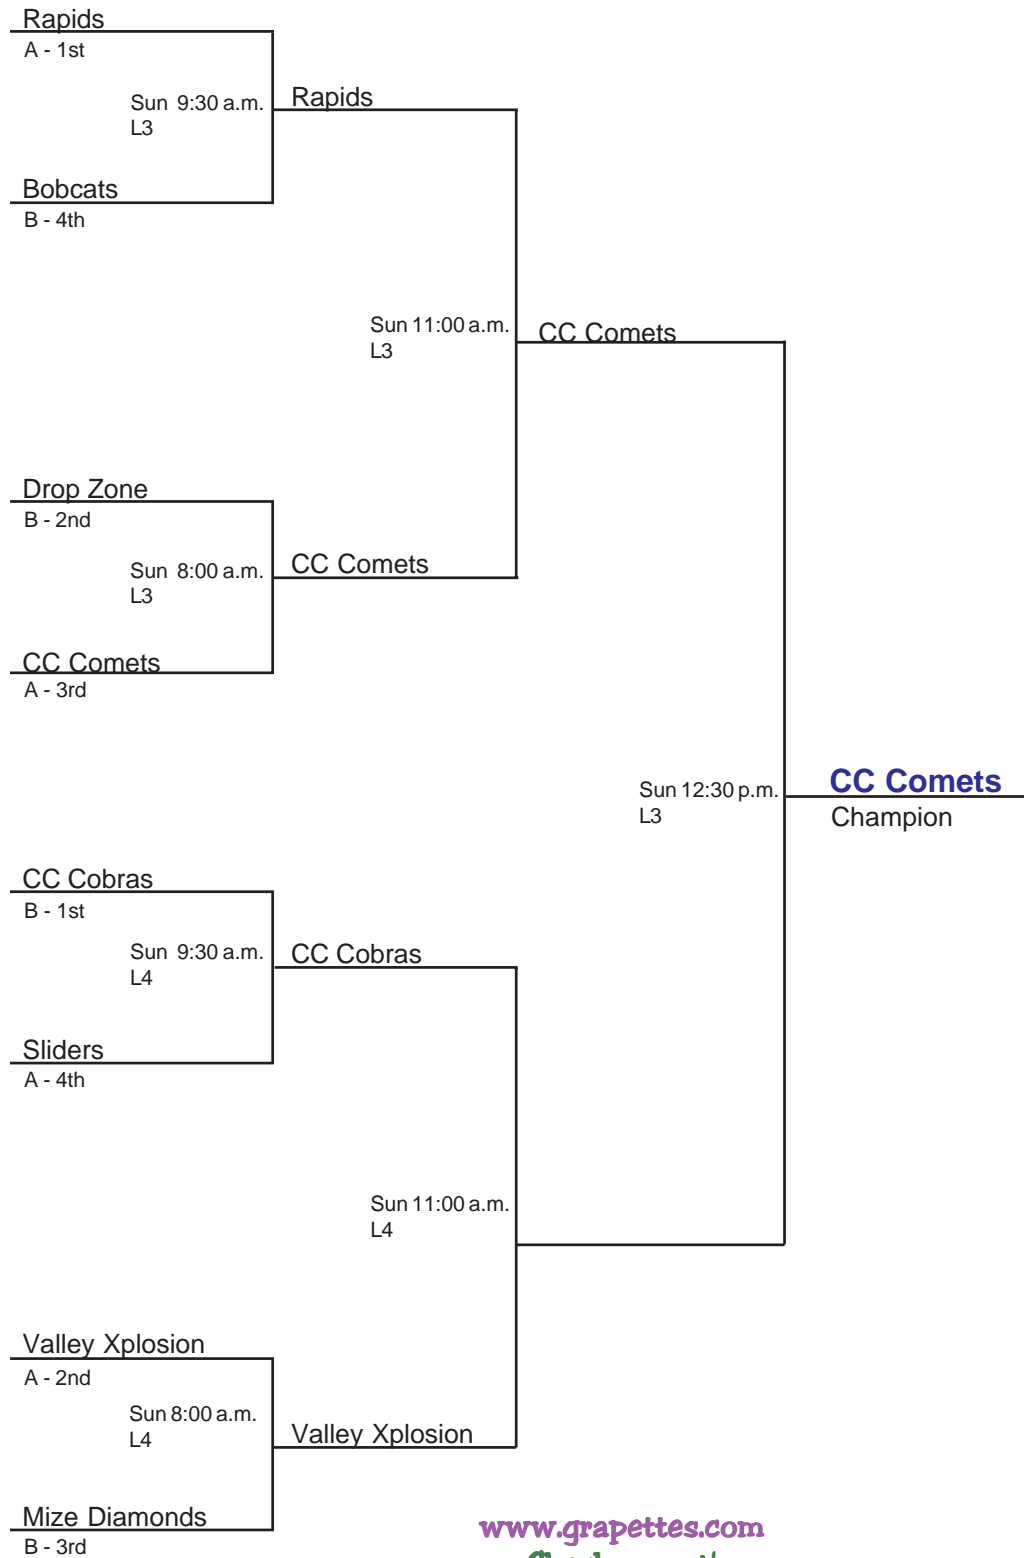 Rapids
A - 1st
Sun 9:30 a.m.
L3
Rapids
Bobcats
B - 4th
Sun 11:00 a.m.
L3
CC Comets
Drop Zone
B - 2nd
Sun 8:00 a.m.
L3
CC Comets
CC Comets
A - 3rd
Sun 12:30 p.m.
L3
CC Comets
Champion
CC Cobras
B - 1st
Sun 9:30 a.m.
L4
CC Cobras
Sliders
A - 4th
Sun 11:00 a.m.
L4
Valley Xplosion
A - 2nd
Sun 8:00 a.m.
L4
Valley Xplosion
Mize Diamonds
B - 3rd
www.grapettes.com